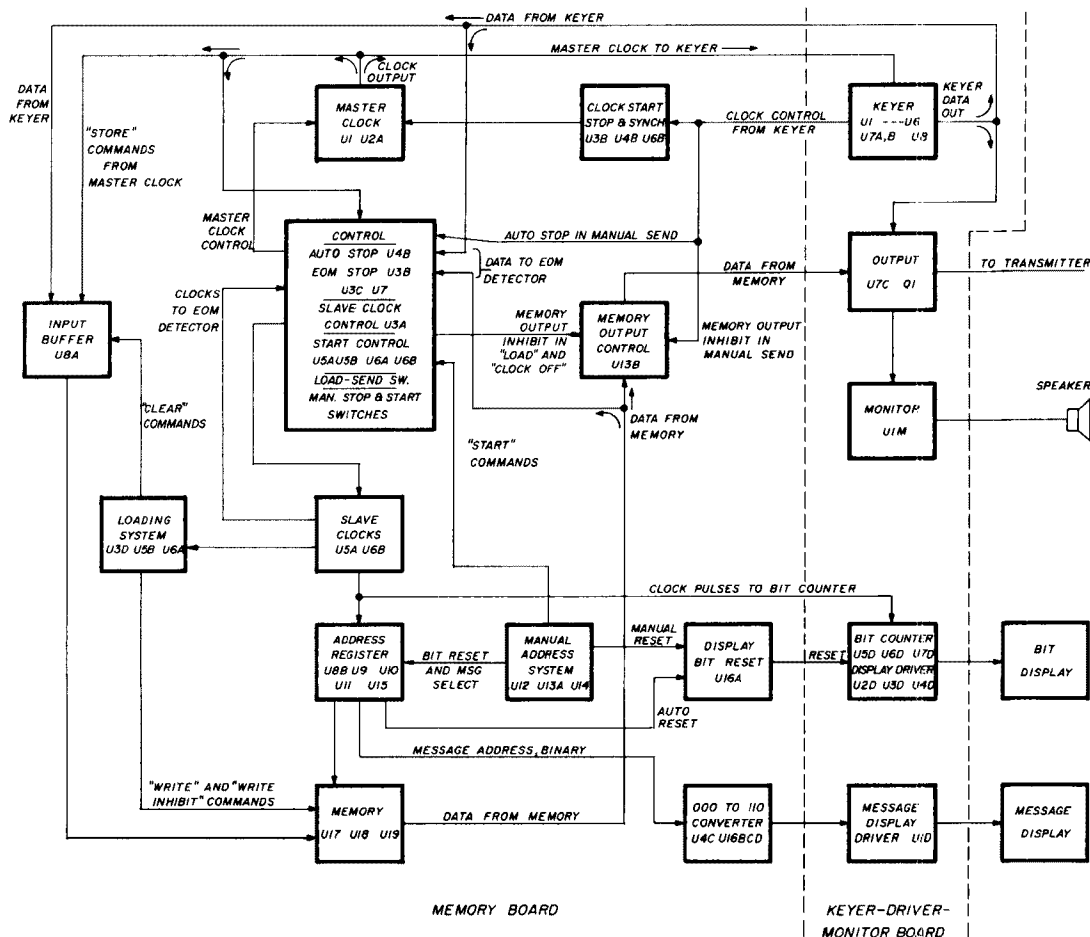 DATA FROM KEYER
MASTER CLOCK TO KEYER
CLOCK
OUTPUT
DATA
FROM
KEYER
"STORE"
COMMANDS
FROM
MASTER CLOCK
MASTER
CLOCK
U1 U2A
CLOCK START
STOP & SYNCH
U3B U4B U6B
CLOCK CONTROL
FROM KEYER
KEYER
U1 ---U6
U7A,B U8
KEYER
DATA
OUT
MASTER
CLOCK
CONTROL
CONTROL
AUTO STOP U4B
EOM STOP U3B
U3C U7
SLAVE CLOCK
CONTROL U3A
START CONTROL
U5A U5B U6A U6B
LOAD-SEND SW.
MAN. STOP & START
SWITCHES
AUTO STOP IN MANUAL SEND
DATA TO EOM
DETECTOR
DATA FROM
MEMORY
OUTPUT
U7C Q1
TO TRANSMITTER
CLOCKS
TO EOM
DETECTOR
INPUT
BUFFER
U8A
MEMORY
OUTPUT
INHIBIT IN
"LOAD" AND
"CLOCK OFF"
MEMORY
OUTPUT
CONTROL
U13B
MEMORY OUTPUT
INHIBIT IN
MANUAL SEND
"CLEAR"
COMMANDS
DATA FROM
MEMORY
MONITOR
U1M
SPEAKER
"START"
COMMANDS
LOADING
SYSTEM
U3D U5B U6A
SLAVE
CLOCKS
U5A U6B
CLOCK PULSES TO BIT COUNTER
ADDRESS
REGISTER
U8B U9 U10
U11 U15
BIT RESET
AND MSG
SELECT
MANUAL
ADDRESS
SYSTEM
U12 U13A U14
MANUAL
RESET
DISPLAY
BIT RESET
U16A
RESET
BIT COUNTER
U5D U6D U7D
DISPLAY DRIVER
U2D U3D U4D
BIT
DISPLAY
AUTO
RESET
MESSAGE ADDRESS, BINARY
"WRITE" AND "WRITE
INHIBIT" COMMANDS
MEMORY
U17 U18 U19
DATA FROM MEMORY
000 TO 110
CONVERTER
U4C U16BCD
MESSAGE
DISPLAY
DRIVER U1D
MESSAGE
DISPLAY
MEMORY BOARD
KEYER-DRIVER-
MONITOR BOARD